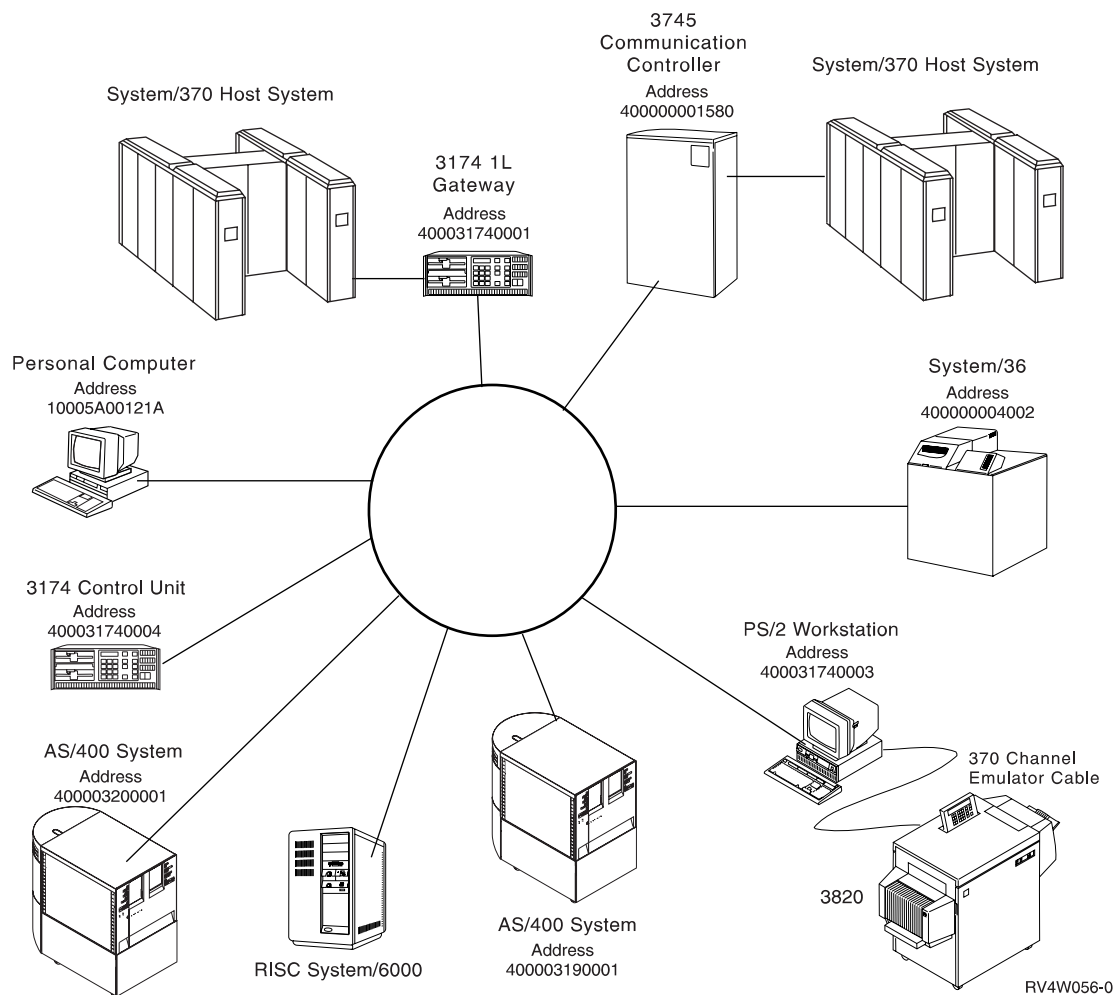 3745
Communication
Controller
Address
400000001580
System/370 Host System
System/370 Host System
3174 1L
Gateway
Address
400031740001
Personal Computer
Address
10005A00121A
System/36
Address
400000004002
3174 Control Unit
Address
400031740004
PS/2 Workstation
Address
400031740003
AS/400 System
Address
400003200001
370 Channel
Emulator Cable
3820
AS/400 System
Address
400003190001
RISC System/6000
RV4W056-0